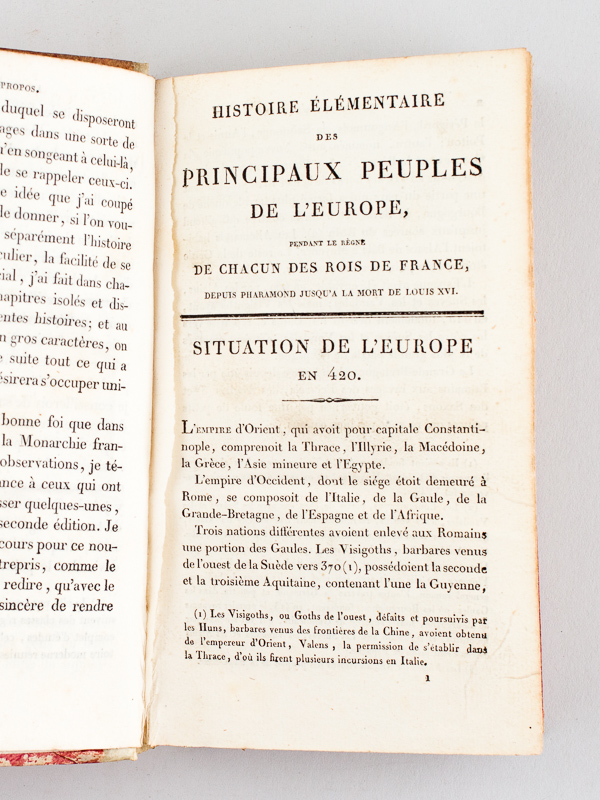 PROPOS.
duquel se disposeront
ages dans une sorte de
u'en songeant à celui-là,
le se rappeler ceux-ci.
e idée que j'ai coupé
le donner, si l'on vou-
séparément l'histoire
culier, la facilité de se
ial, j'ai fait dans cha-
hapitres isolés et dis-
entes histoires; et au
n gros caractères, on
suite tout ce qui a
ésirera s'occuper uni-
bonne foi que dans
la Monarchie fran-
observations, je té-
ance à ceux qui ont
sser quelques-unes,
seconde édition. Je
cours pour ce nou-
trepris, comme le
redire, qu'avec le
sincère de rendre
HISTOIRE ÉLÉMENTAIRE
DES
PRINCIPAUX PEUPLES
DE L'EUROPE,
PENDANT LE RÈGNE
DE CHACUN DES ROIS DE FRANCE,
DEPUIS PHARAMOND JUSQU'A LA MORT DE LOUIS XVI.
SITUATION DE L'EUROPE
EN 420.
L'EMPIRE d'Orient, qui avoit pour capitale Constanti-
nople, comprenoit la Thrace, l'Illyrie, la Macédoine,
la Grèce, l'Asie mineure et l'Egypte.
L'empire d'Occident, dont le siége étoit demeuré à
Rome, se composoit de l'Italie, de la Gaule, de la
Grande-Bretagne, de l'Espagne et de l'Afrique.
Trois nations différentes avoient enlevé aux Romains
une portion des Gaules. Les Visigoths, barbares venus
de l'ouest de la Suède vers 370 (1), possédoient la seconde
et la troisième Aquitaine, contenant l'une la Guyenne,
(1) Les Visigoths, ou Goths de l'ouest, défaits et poursuivis par
les Huns, barbares venus des frontières de la Chine, avoient obtenu
de l'empereur d'Orient, Valens, la permission de s'établir dans
la Thrace, d'où ils firent plusieurs incursions en Italie.
1